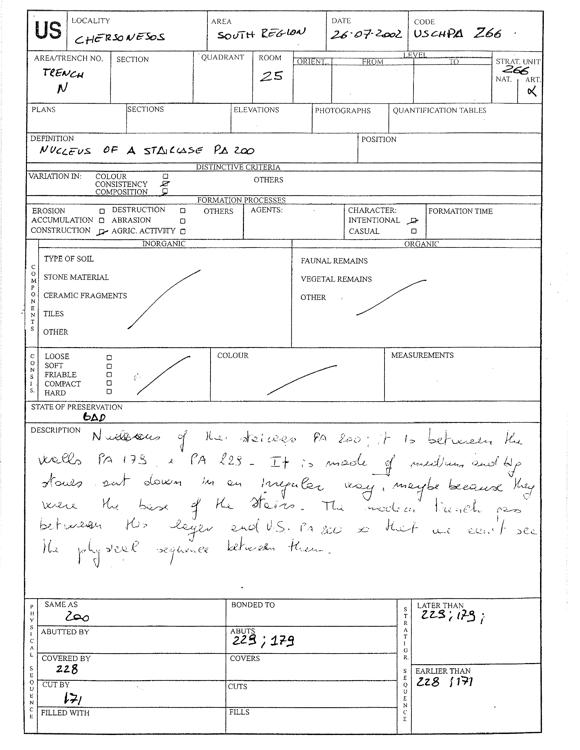 US
LOCALITY
CHERSONESOS
AREA
SOUTH REGION
DATE
26-07-2002
CODE
USCHPA 266
AREA/TRENCH NO.
TRENCH
N
SECTION
QUADRANT
ROOM
25
LEVEL
ORIENT.
FROM
TO
STRAT. UNIT
266
NAT.
ART.
α
PLANS
SECTIONS
ELEVATIONS
PHOTOGRAPHS
QUANTIFICATION TABLES
DEFINITION
NUCLEUS OF A STAIRCASE PA 200
POSITION
DISTINCTIVE CRITERIA
VARIATION IN:
COLOUR
CONSISTENCY
COMPOSITION
OTHERS
FORMATION PROCESSES
EROSION
ACCUMULATION
CONSTRUCTION
DESTRUCTION
ABRASION
AGRIC. ACTIVITY
OTHERS
AGENTS:
CHARACTER:
INTENTIONAL
CASUAL
FORMATION TIME
COMPONENTS
INORGANIC
TYPE OF SOIL
STONE MATERIAL
CERAMIC FRAGMENTS
TILES
OTHER
ORGANIC
FAUNAL REMAINS
VEGETAL REMAINS
OTHER
CONSIS.
LOOSE
SOFT
FRIABLE
COMPACT
HARD
COLOUR
MEASUREMENTS
STATE OF PRESERVATION
BAD
DESCRIPTION
of the PA 200; it is between the
walls PA 179 e PA 229. It is made of medium and big
stones down in an irregular way, maybe because they
were the base of the stairs. The modern trench pass
between this layer and U.S. PA 200 so that we can't see
the physical sequence between them.
PHYSICAL SEQUENCE
SAME AS
200
ABUTTED BY
COVERED BY
228
CUT BY
171
FILLED WITH
BONDED TO
ABUTS
229; 179
COVERS
CUTS
FILLS
STRATIGR. SEQUENCE
LATER THAN
229; 179;
EARLIER THAN
228; 171